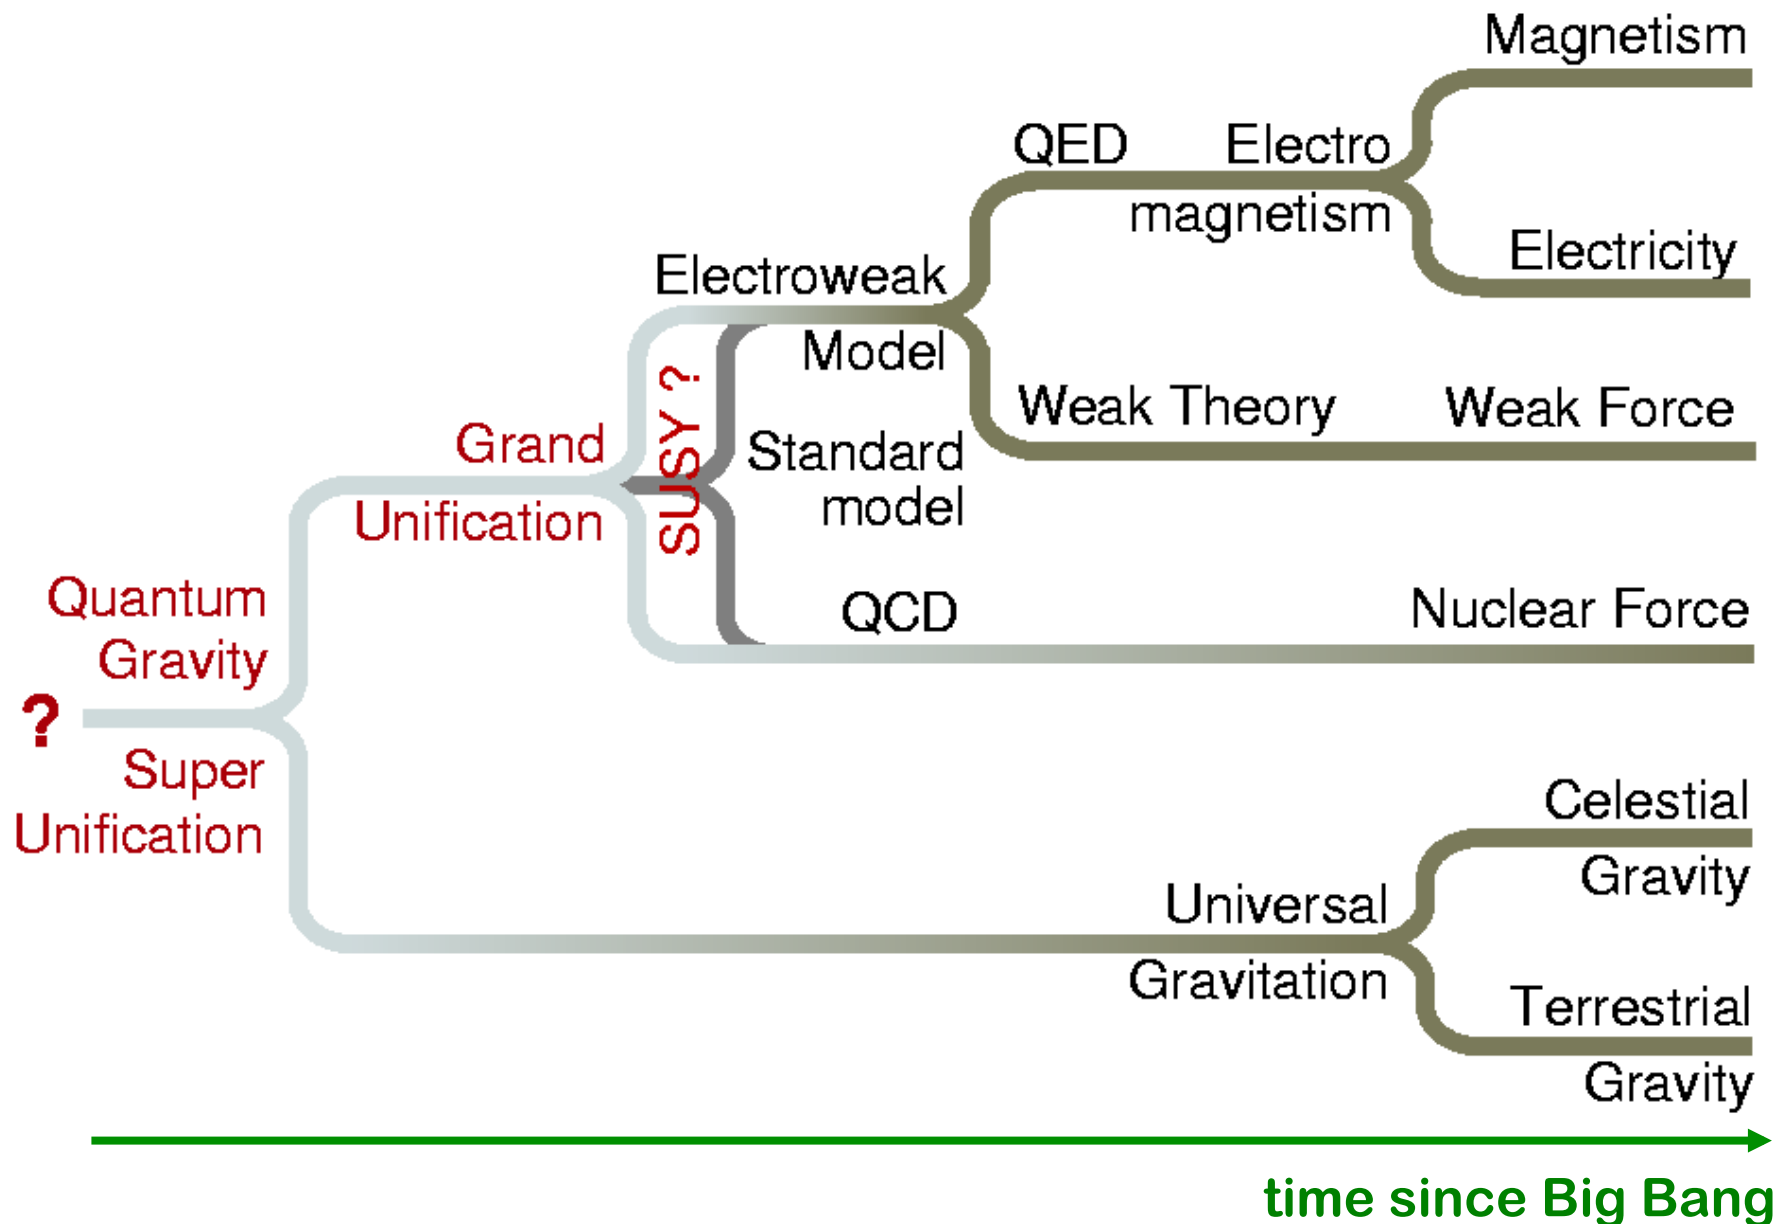 Magnetism
QED Electro
magnetism
Electricity
Electroweak
Model
SUSY ?
Weak Theory Weak Force
Grand
Unification
Standard
model
Quantum
Gravity
QCD Nuclear Force
?
Super
Unification
Celestial
Gravity
Universal
Gravitation
Terrestrial
Gravity
time since Big Bang